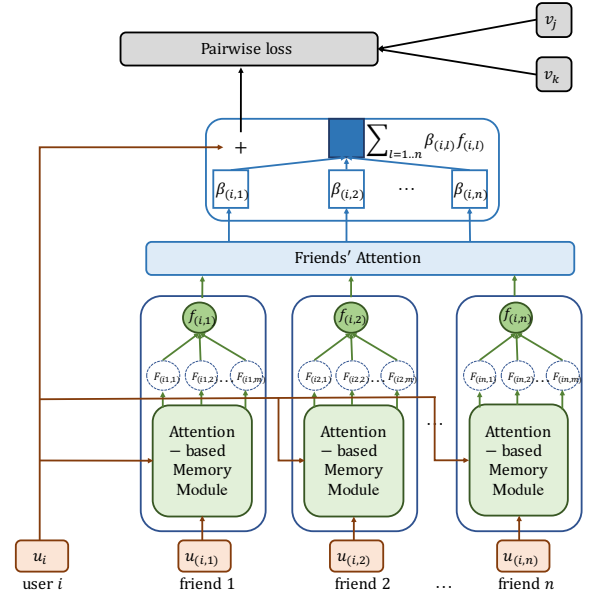 v_j
Pairwise loss
v_k
+
∑_{l=1..n} β_{(i,l)} f_{(i,l)}
β_{(i,1)} β_{(i,2)} ... β_{(i,n)}
Friends' Attention
f_{(i,1)} f_{(i,2)} f_{(i,n)}
F_{(i1,1)} F_{(i1,2)} ... F_{(i1,m)} F_{(i2,1)} F_{(i2,2)} ... F_{(i2,m)} F_{(in,1)} F_{(in,2)} ... F_{(in,m)}
...
Attention Attention Attention
– based – based – based
Memory Memory Memory
Module Module Module
u_i u_{(i,1)} u_{(i,2)} u_{(i,n)}
user i friend 1 friend 2 ... friend n